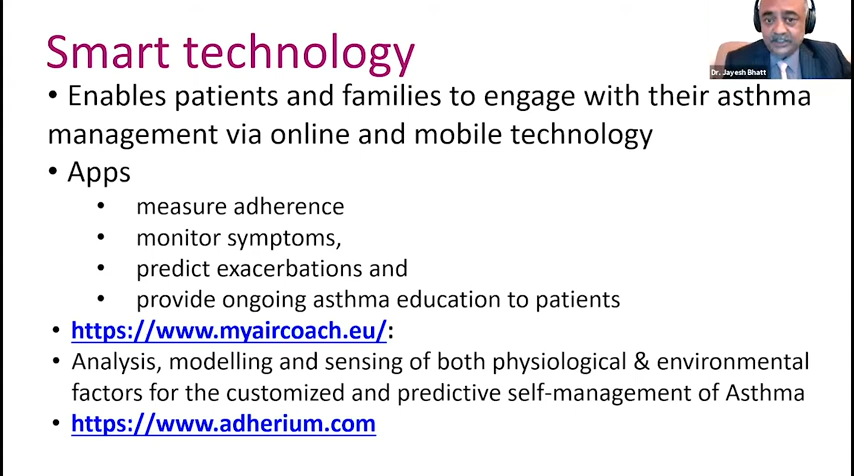 Smart technology
Dr. Jayesh Bhatt
• Enables patients and families to engage with their asthma
management via online and mobile technology
• Apps
• measure adherence
• monitor symptoms,
• predict exacerbations and
• provide ongoing asthma education to patients
• https://www.myaircoach.eu/:
• Analysis, modelling and sensing of both physiological & environmental
factors for the customized and predictive self-management of Asthma
• https://www.adherium.com